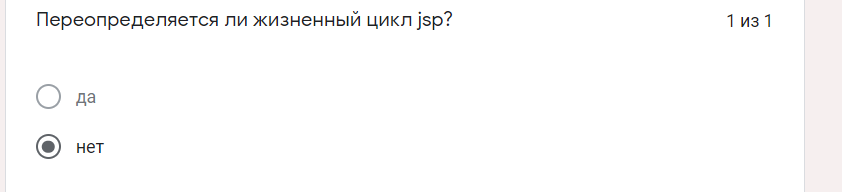 Переопределяется ли жизненный цикл jsp?
1 из 1
да
нет